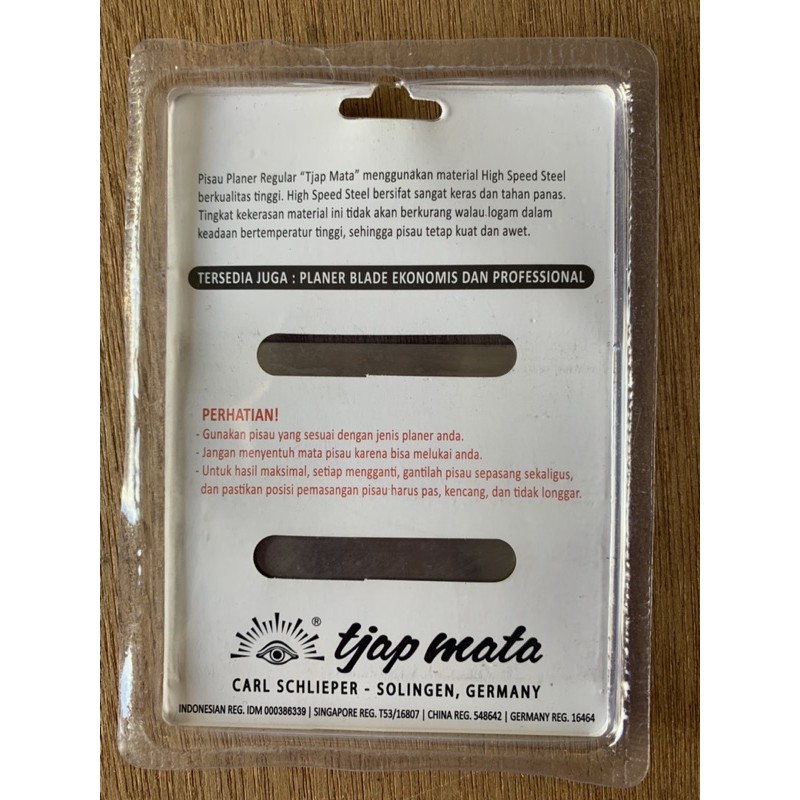 Pisau Planer Regular “Tjap Mata” menggunakan material High Speed Steel
berkualitas tinggi. High Speed Steel bersifat sangat keras dan tahan panas.
Tingkat kekerasan material ini tidak akan berkurang walau logam dalam
keadaan bertemperatur tinggi, sehingga pisau tetap kuat dan awet.
TERSEDIA JUGA : PLANER BLADE EKONOMIS DAN PROFESSIONAL
PERHATIAN!
- Gunakan pisau yang sesuai dengan jenis planer anda.
- Jangan menyentuh mata pisau karena bisa melukai anda.
- Untuk hasil maksimal, setiap mengganti, gantilah pisau sepasang sekaligus,
dan pastikan posisi pemasangan pisau harus pas, kencang, dan tidak longgar.
® tjap mata
CARL SCHLIEPER - SOLINGEN, GERMANY
INDONESIAN REG. IDM 000386339 | SINGAPORE REG. T53/16807 | CHINA REG. 548642 | GERMANY REG. 16464